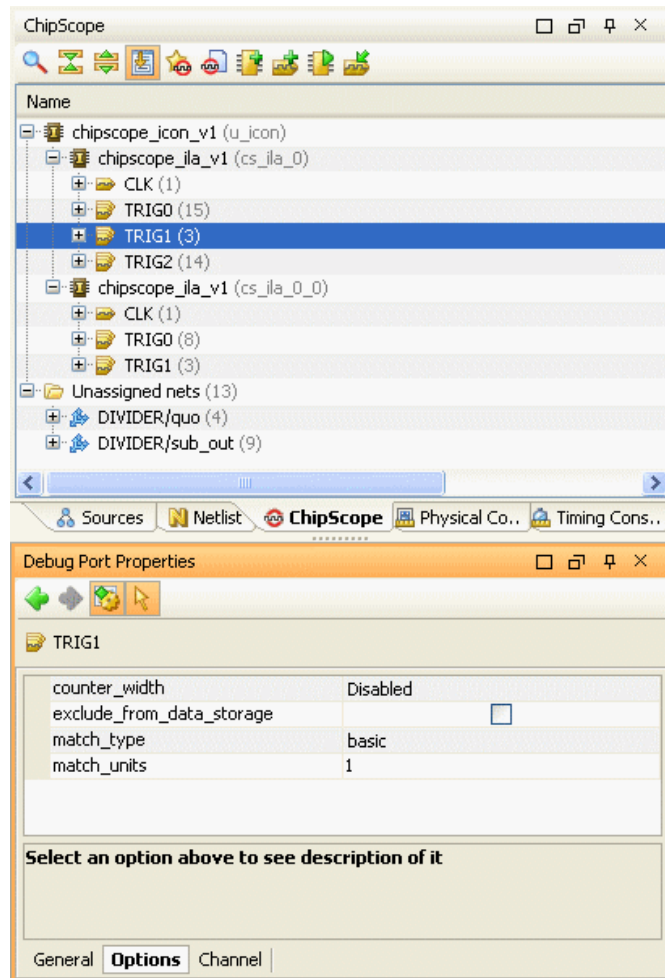 ChipScope
Name
chipscope_icon_v1 (u_icon)
chipscope_ila_v1 (cs_ila_0)
CLK (1)
TRIG0 (15)
TRIG1 (3)
TRIG2 (14)
chipscope_ila_v1 (cs_ila_0_0)
CLK (1)
TRIG0 (8)
TRIG1 (3)
Unassigned nets (13)
DIVIDER/quo (4)
DIVIDER/sub_out (9)
Sources Netlist ChipScope Physical Co.. Timing Cons..
Debug Port Properties
TRIG1
counter_width Disabled
exclude_from_data_storage
match_type basic
match_units 1
Select an option above to see description of it
General Options Channel